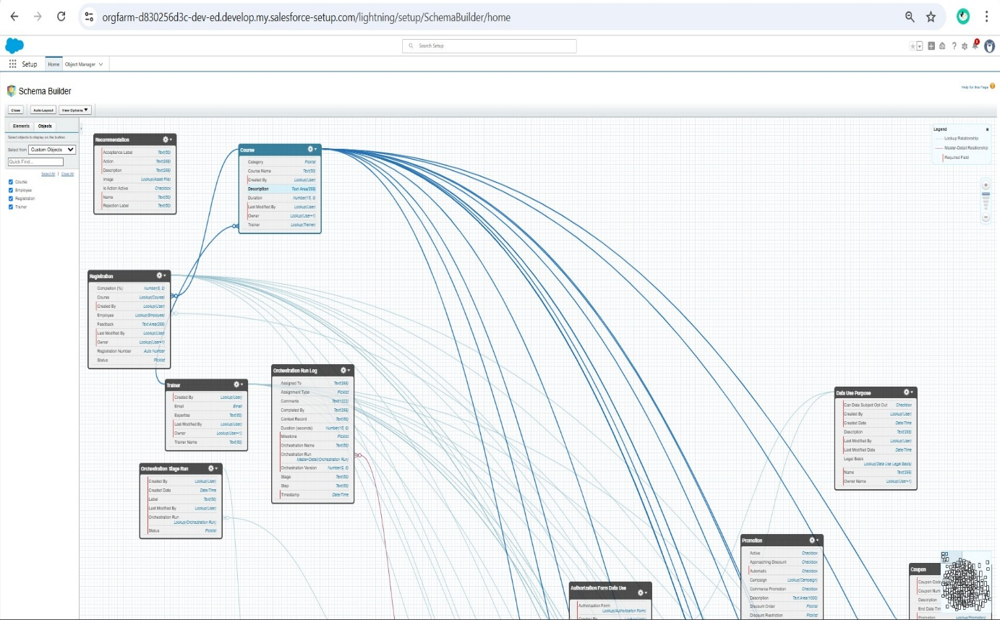 orgfarm-d830256d3c-dev-ed.develop.my.salesforce-setup.com/lightning/setup/SchemaBuilder/home
Search Setup
Setup
Home
Object Manager
Schema Builder
Help for this Page
Close
Auto-Layout
View Options
Elements
Objects
Select objects to display on the builder.
Select from
Custom Objects
Quick Find...
Select All | Clear All
Course
Employee
Registration
Trainer
Legend
Lookup Relationship
Master-Detail Relationship
Required Field
Recommendation
Acceptance Label Text(80)
Action Text(255)
Description Text(255)
Image Lookup(Asset File)
Is Action Active Checkbox
Name Text(80)
Rejection Label Text(80)
Course
Category Picklist
Course Name Text(80)
Created By Lookup(User)
Description Text Area(255)
Duration Number(18, 0)
Last Modified By Lookup(User)
Owner Lookup(User+1)
Trainer Lookup(Trainer)
Registration
Completion (%) Number(5, 2)
Course Lookup(Course)
Created By Lookup(User)
Employee Lookup(Employee)
Feedback Text Area(255)
Last Modified By Lookup(User)
Owner Lookup(User+1)
Registration Number Auto Number
Status Picklist
Trainer
Created By Lookup(User)
Email Email
Expertise Text(80)
Last Modified By Lookup(User)
Owner Lookup(User+1)
Trainer Name Text(80)
Orchestration Run Log
Assigned To Text(255)
Assignment Type Picklist
Comments
Completed By Text(255)
Context Record Text(80)
Duration (seconds) Number(18, 0)
Milestone Picklist
Orchestration Name Text(80)
Orchestration Run
Master-Detail(Orchestration Run)
Orchestration Version Number(9, 0)
Stage Text(80)
Step Text(80)
Timestamp Date/Time
Orchestration Stage Run
Created By Lookup(User)
Created Date Date/Time
Label Text(80)
Last Modified By Lookup(User)
Orchestration Run
Lookup(Orchestration Run)
Status Picklist
Data Use Purpose
Can Data Subject Opt Out Checkbox
Created By Lookup(User)
Created Date Date/Time
Description Text(255)
Last Modified By Lookup(User)
Last Modified Date Date/Time
Legal Basis
Lookup(Data Use Legal Basis)
Name Text(255)
Owner Name Lookup(User+1)
Promotion
Active Checkbox
Approaching Discount Checkbox
Automatic Checkbox
Campaign Lookup(Campaign)
Commerce Promotion Checkbox
Description Text Area(1000)
Discount Order Picklist
Discount Restriction Picklist
Authorization Form Data Use
Authorization Form
Lookup(Authorization Form)
Coupon
Coupon Code
Coupon Num
Description
End Date Tim
Promotion Lookup(Promotion)